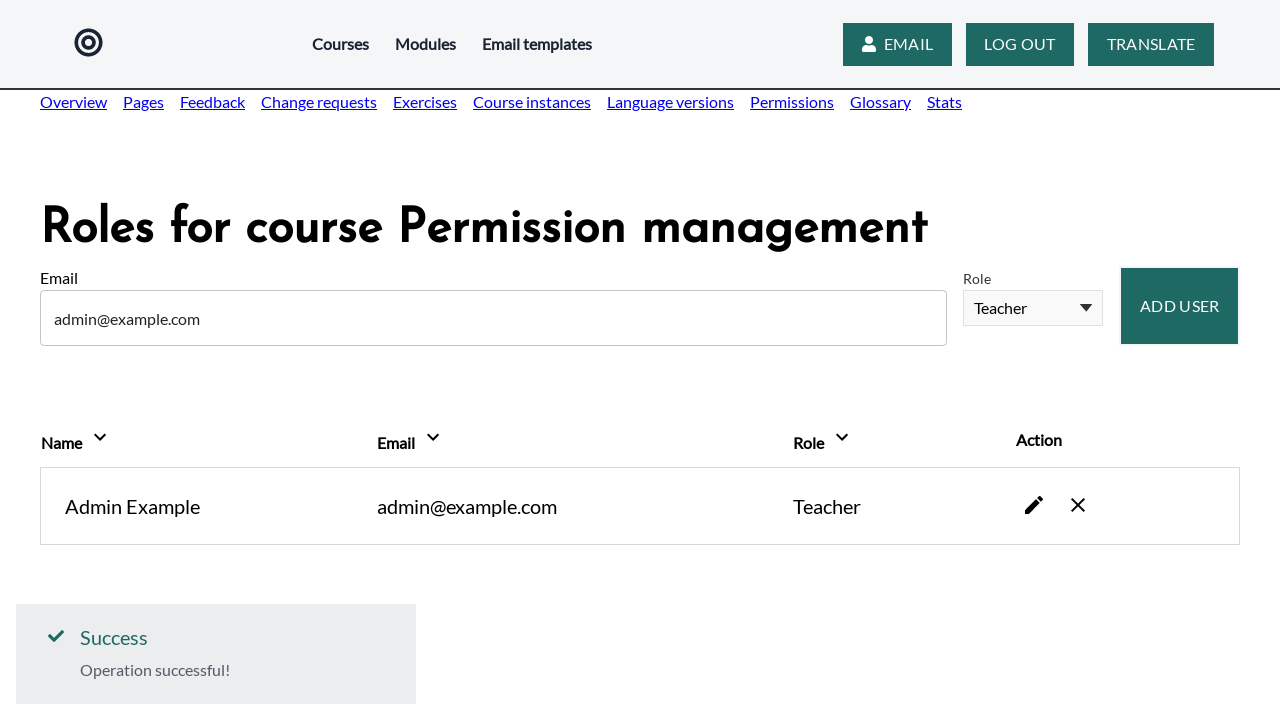 Courses Modules Email templates EMAIL LOG OUT TRANSLATE
Overview Pages Feedback Change requests Exercises Course instances Language versions Permissions Glossary Stats
Roles for course Permission management
Email
admin@example.com
Role
Teacher
ADD USER
Name Email Role Action
Admin Example admin@example.com Teacher
Success
Operation successful!